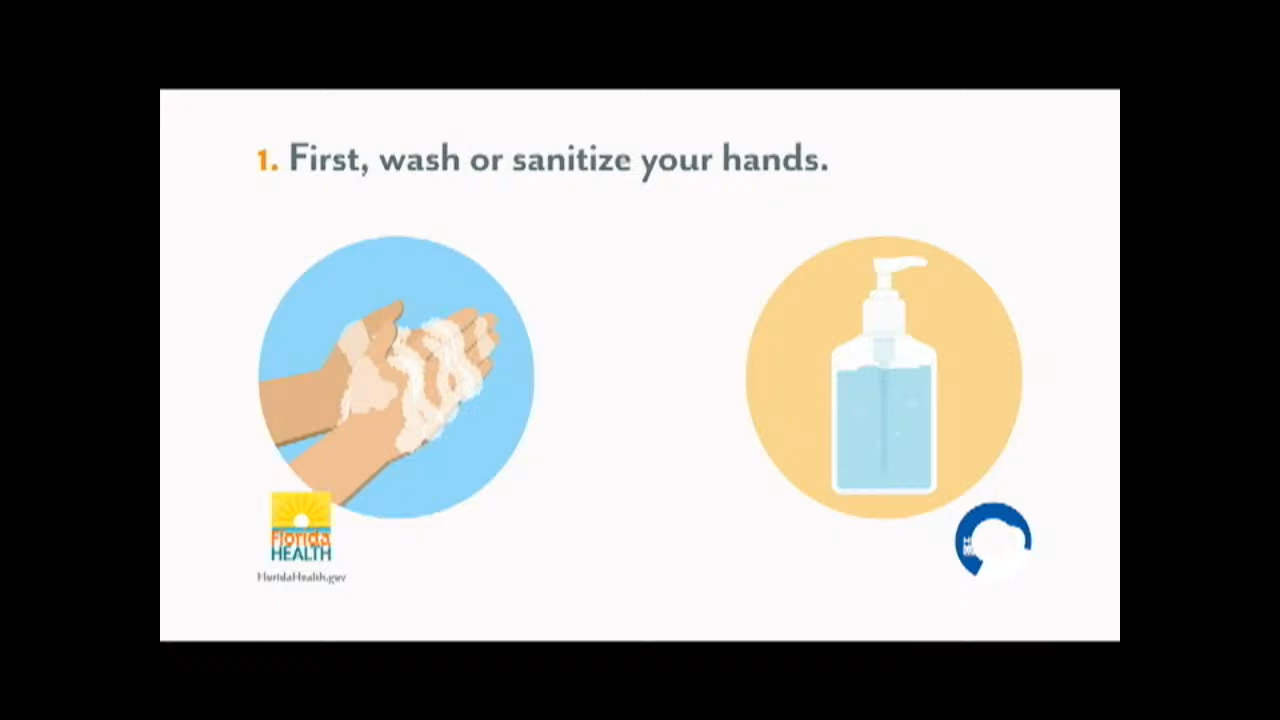 1. First, wash or sanitize your hands.
Florida
HEALTH
FloridaHealth.gov